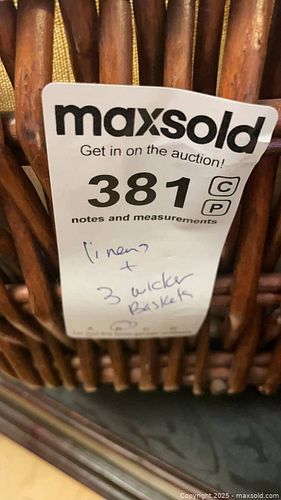 maxsold
Get in on the auction!
381
C
P
notes and measurements
linens
+
3 wicker
Baskets
A B C D
Copyright 2025 - maxsold.com